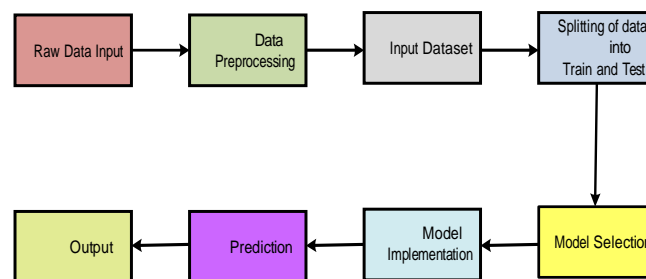 Raw Data Input
Data
Preprocessing
Input Dataset
Splitting of data
into
Train and Test
Model Selection
Model
Implementation
Prediction
Output